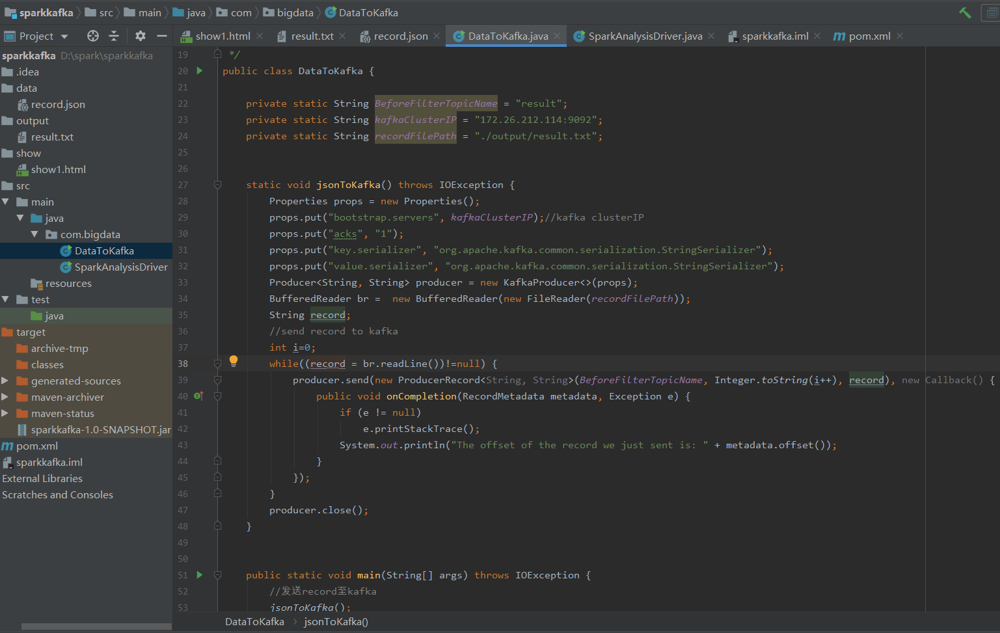 sparkkafka src main java com bigdata DataToKafka
Project
show1.html result.txt record.json DataToKafka.java SparkAnalysisDriver.java sparkkafka.iml pom.xml
sparkkafka D:\spark\sparkkafka
.idea
data
record.json
output
result.txt
show
show1.html
src
main
java
com.bigdata
DataToKafka
SparkAnalysisDriver
resources
test
java
target
archive-tmp
classes
generated-sources
maven-archiver
maven-status
sparkkafka-1.0-SNAPSHOT.jar
pom.xml
sparkkafka.iml
External Libraries
Scratches and Consoles
19 */
20 public class DataToKafka {
21
22 private static String BeforeFilterTopicName = "result";
23 private static String kafkaClusterIP = "172.26.212.114:9092";
24 private static String recordFilePath = "./output/result.txt";
25
26
27 static void jsonToKafka() throws IOException {
28 Properties props = new Properties();
29 props.put("bootstrap.servers", kafkaClusterIP);//kafka clusterIP
30 props.put("acks", "1");
31 props.put("key.serializer", "org.apache.kafka.common.serialization.StringSerializer");
32 props.put("value.serializer", "org.apache.kafka.common.serialization.StringSerializer");
33 Producer<String, String> producer = new KafkaProducer<>(props);
34 BufferedReader br =  new BufferedReader(new FileReader(recordFilePath));
35 String record;
36 //send record to kafka
37 int i=0;
38 while((record = br.readLine())!=null) {
39 producer.send(new ProducerRecord<String, String>(BeforeFilterTopicName, Integer.toString(i++), record), new Callback() {
40 public void onCompletion(RecordMetadata metadata, Exception e) {
41 if (e != null)
42 e.printStackTrace();
43 System.out.println("The offset of the record we just sent is: " + metadata.offset());
44 }
45 });
46 }
47 producer.close();
48 }
49
50
51 public static void main(String[] args) throws IOException {
52 //发送record至kafka
53 jsonToKafka();
DataToKafka jsonToKafka()